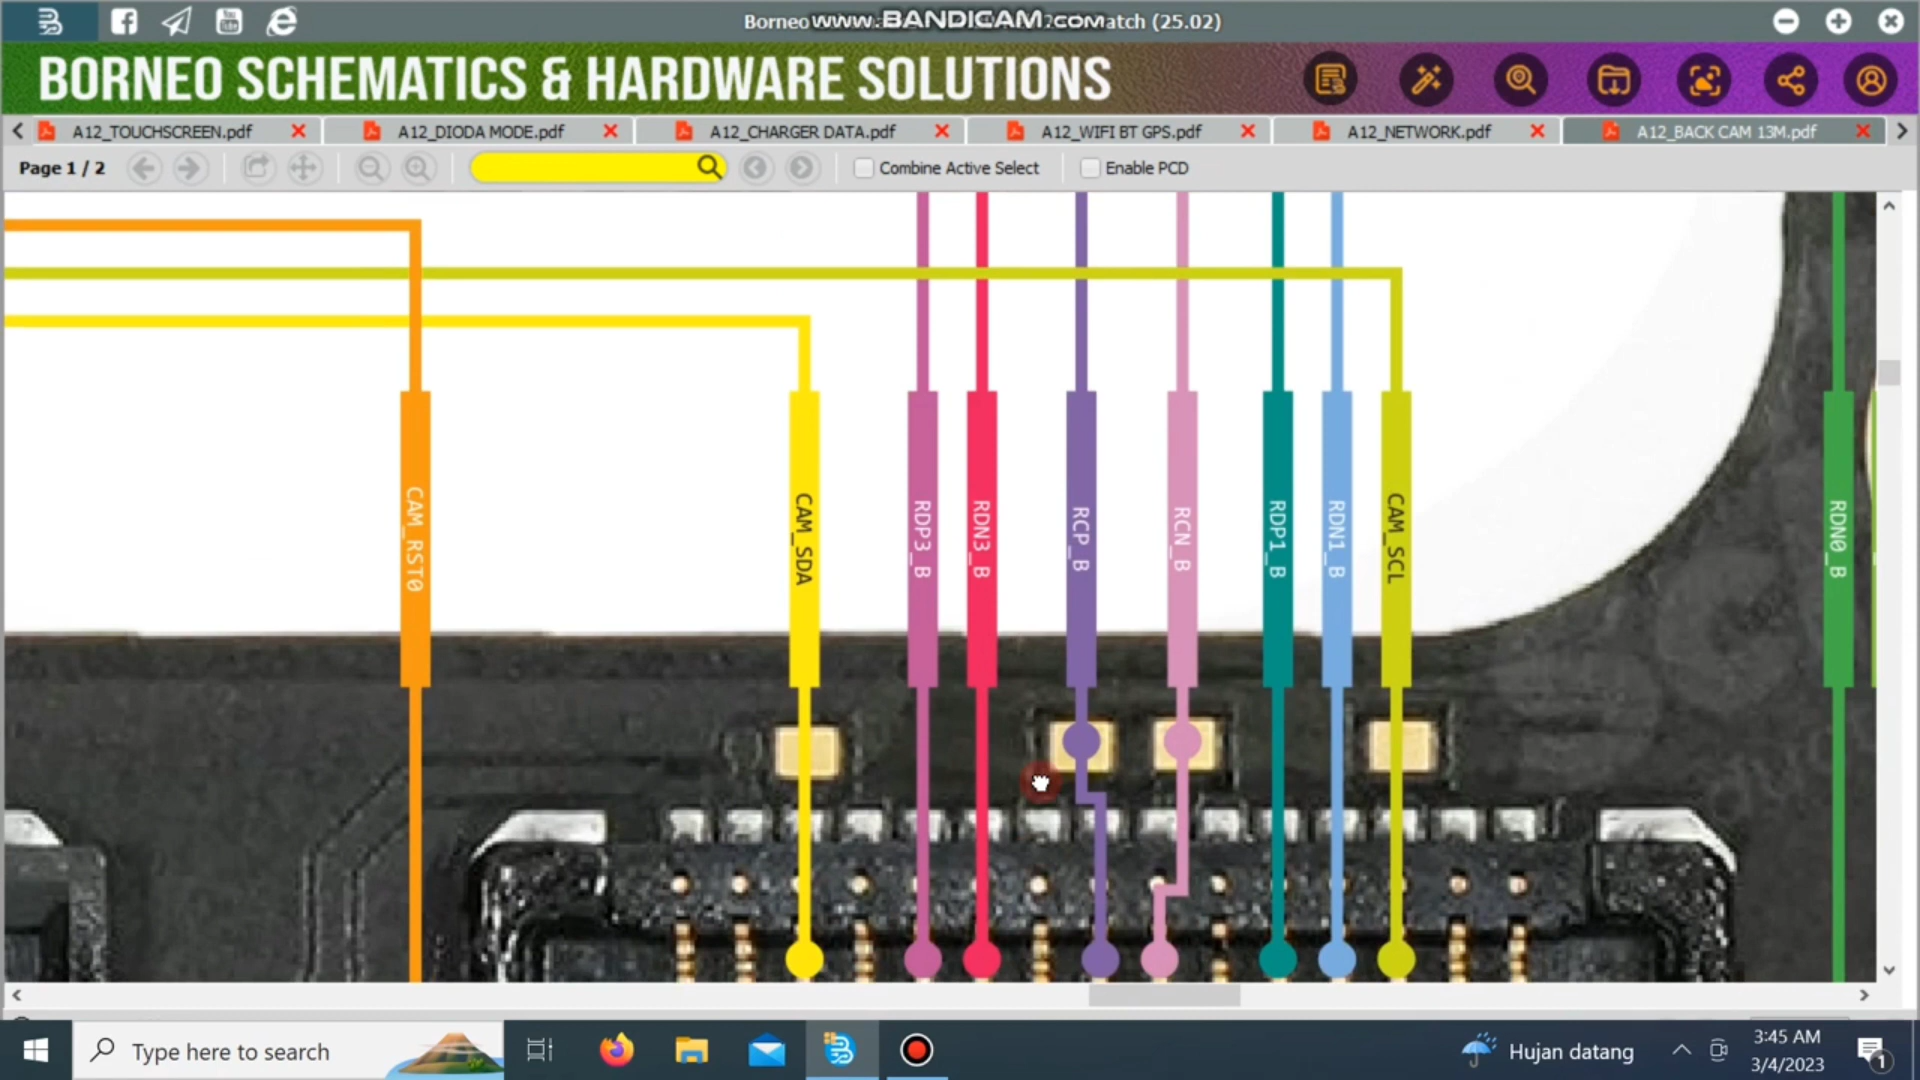 Borneo www.BANDICAM.COM atch (25.02)
BORNEO SCHEMATICS & HARDWARE SOLUTIONS
A12_TOUCHSCREEN.pdf
A12_DIODA MODE.pdf
A12_CHARGER DATA.pdf
A12_WIFI BT GPS.pdf
A12_NETWORK.pdf
A12_BACK CAM 13M.pdf
Page 1 / 2
Combine Active Select
Enable PCD
CAM_RST0
CAM_SDA
RDP3_B
RDN3_B
RCP_B
RCN_B
RDP1_B
RDN1_B
CAM_SCL
RDN0_B
Type here to search
Hujan datang
3:45 AM
3/4/2023
1